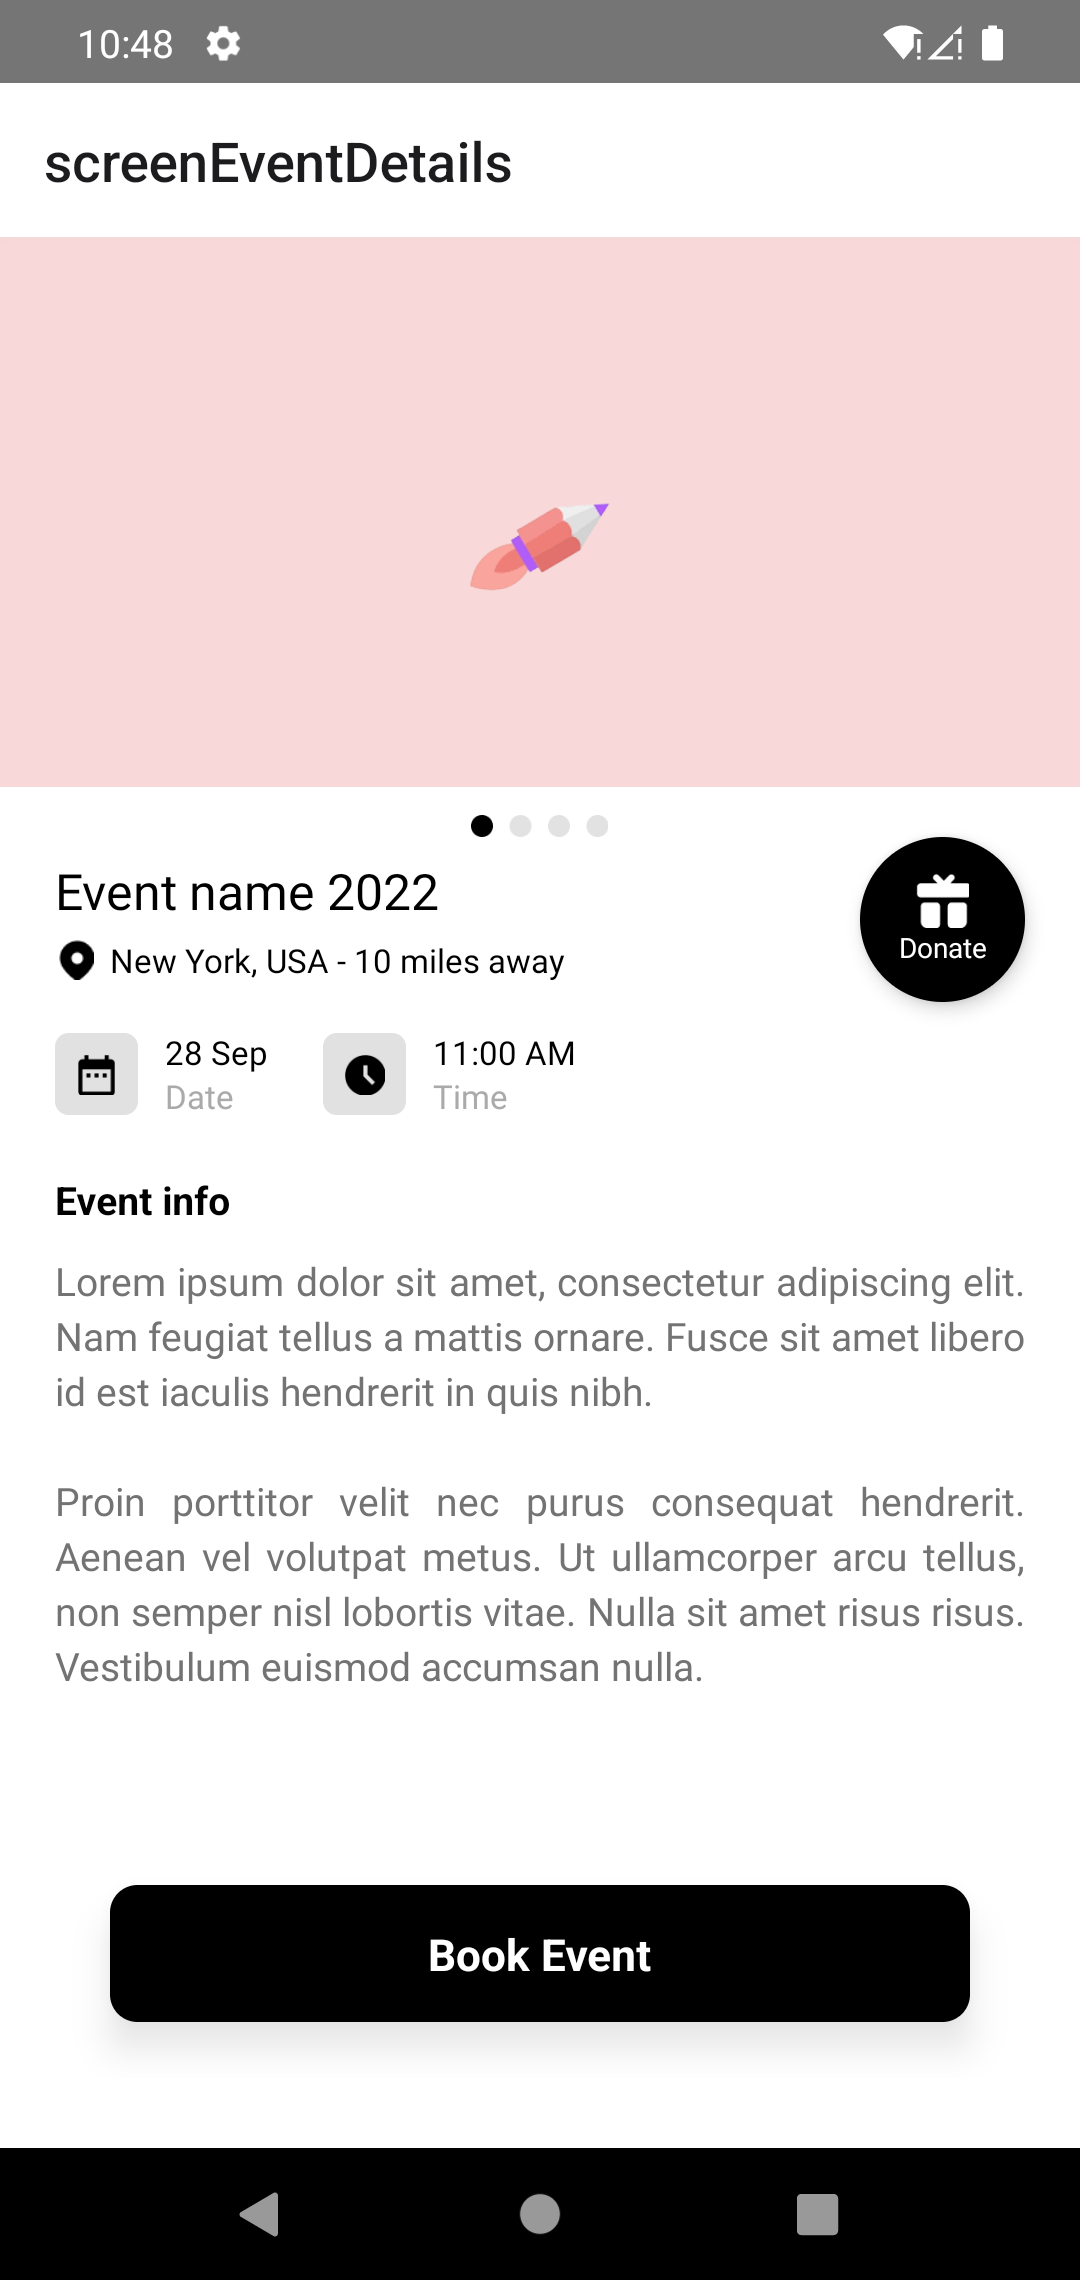 10:48
screenEventDetails
Event name 2022
New York, USA - 10 miles away
Donate
28 Sep
Date
11:00 AM
Time
Event info
Lorem ipsum dolor sit amet, consectetur adipiscing elit.
Nam feugiat tellus a mattis ornare. Fusce sit amet libero
id est iaculis hendrerit in quis nibh.
Proin porttitor velit nec purus consequat hendrerit.
Aenean vel volutpat metus. Ut ullamcorper arcu tellus,
non semper nisl lobortis vitae. Nulla sit amet risus risus.
Vestibulum euismod accumsan nulla.
Book Event